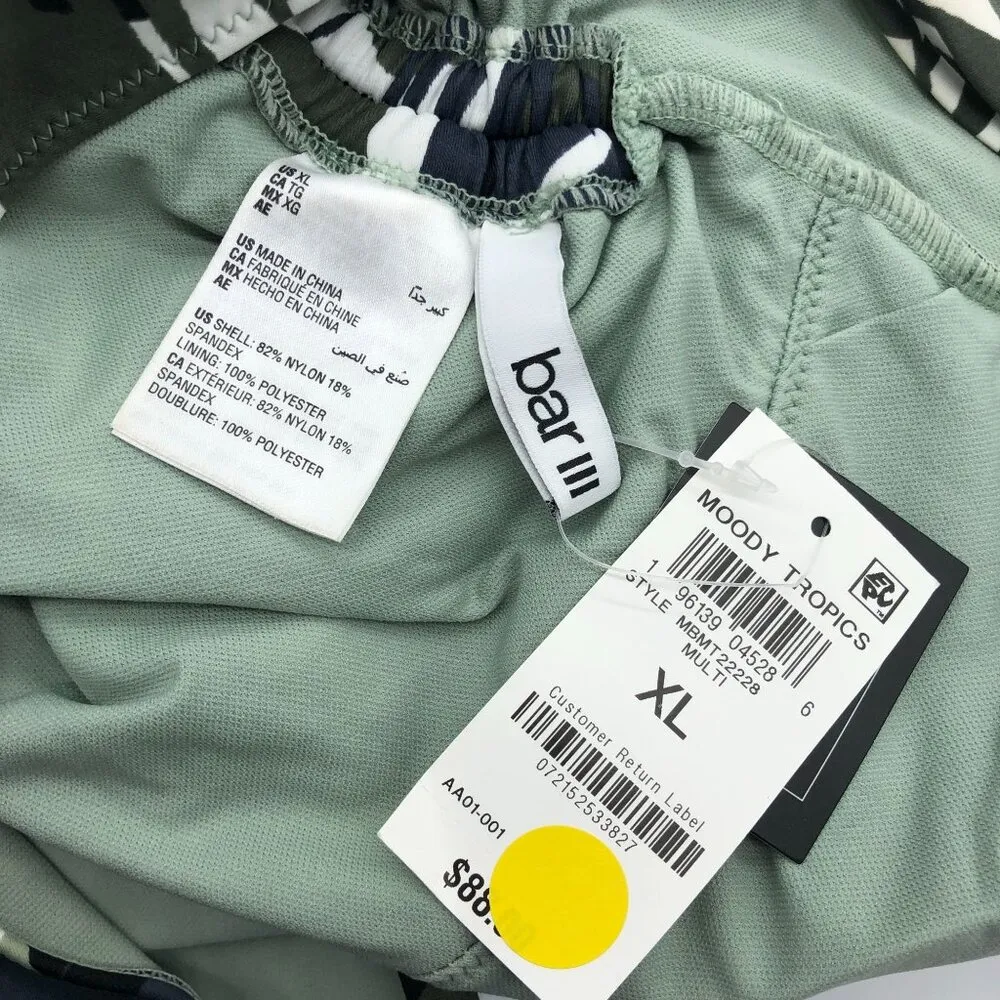 US XL
CA TG
MX XG
AE
كبير جدًا
US MADE IN CHINA
CA FABRIQUÉ EN CHINE
MX HECHO EN CHINA
AE
صُنع في الصين
US SHELL: 82% NYLON 18%
SPANDEX
LINING: 100% POLYESTER
CA EXTÉRIEUR: 82% NYLON 18%
SPANDEX
DOUBLURE: 100% POLYESTER
bar III
MOODY TROPICS
1 96139 04528 6
STYLE MBMT22228
MULTI
XL
Customer Return Label
072152533827
AA01-001
$88.